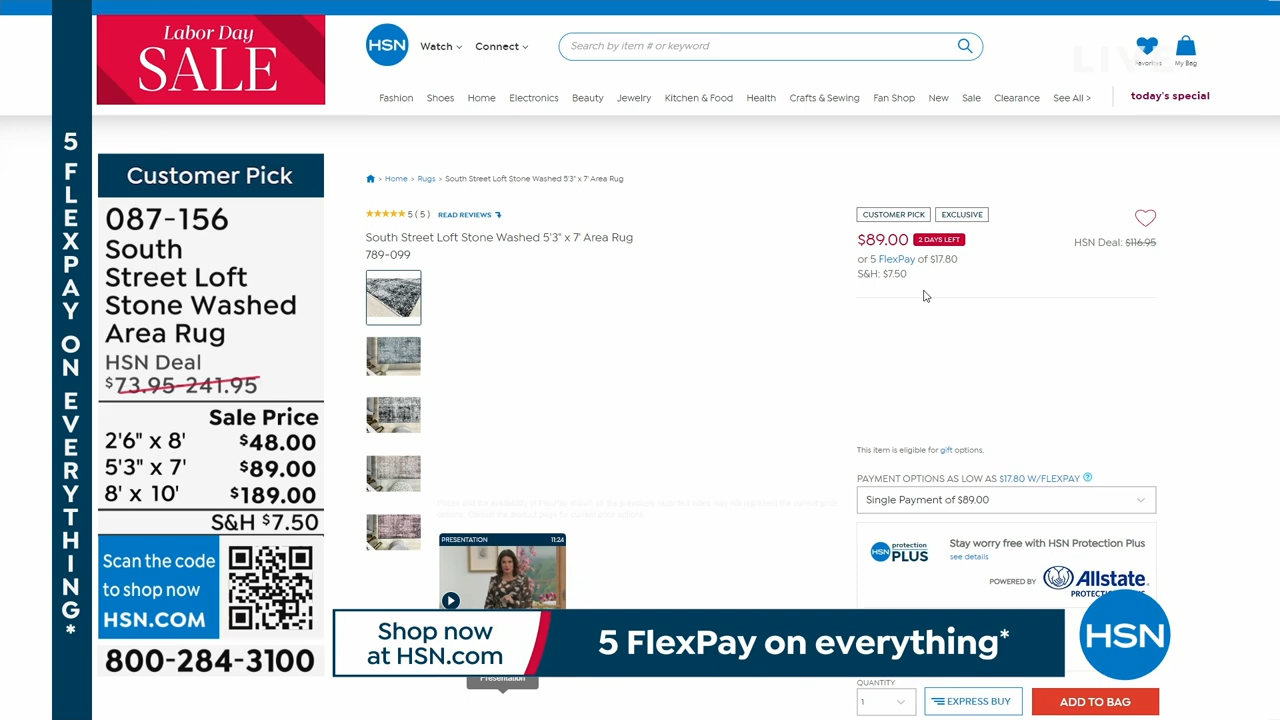 Labor Day
SALE
5 FLEXPAY ON EVERYTHING*
Customer Pick
087-156
South
Street Loft
Stone Washed
Area Rug
HSN Deal
$73.95-241.95
Sale Price
2'6" x 8' $48.00
5'3" x 7' $89.00
8' x 10' $189.00
S&H $7.50
Scan the code
to shop now
HSN.COM
800-284-3100
HSN
Watch
Connect
Search by item # or keyword
LIVE
Favorites
My Bag
Fashion Shoes Home Electronics Beauty Jewelry Kitchen & Food Health Crafts & Sewing Fan Shop New Sale Clearance See All > today's special
> Home > Rugs > South Street Loft Stone Washed 5'3" x 7' Area Rug
5 ( 5 ) READ REVIEWS
South Street Loft Stone Washed 5'3" x 7' Area Rug
789-099
PRESENTATION 11:24
Presentation
CUSTOMER PICK EXCLUSIVE
$89.00 2 DAYS LEFT
HSN Deal: $116.95
or 5 FlexPay of $17.80
S&H: $7.50
This item is eligible for gift options.
PAYMENT OPTIONS AS LOW AS $17.80 W/FLEXPAY ?
Single Payment of $89.00
HSN protection PLUS
Stay worry free with HSN Protection Plus
see details
POWERED BY Allstate
Shop now
at HSN.com
5 FlexPay on everything*
HSN
QUANTITY
1
EXPRESS BUY
ADD TO BAG